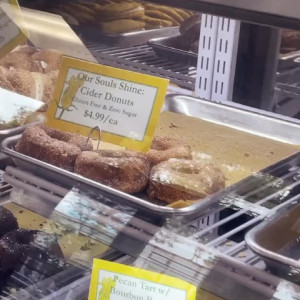 Our Souls Shine:
Cider Donuts
Gluten Free & Zero Sugar
$4.99/ea
Pecan Tart w/
Bourbon